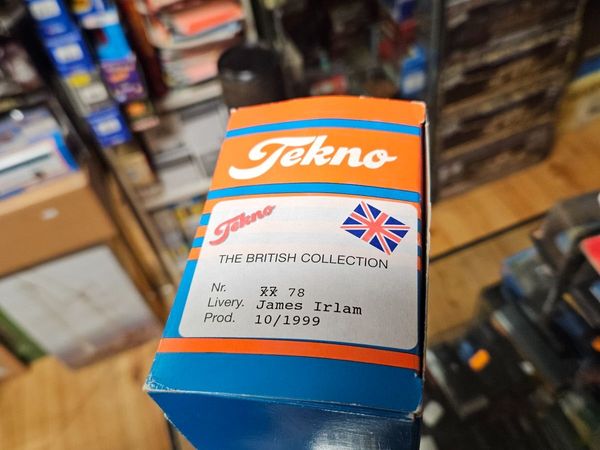 Tekno
Tekno
THE BRITISH COLLECTION
Nr. 78
Livery. James Irlam
Prod. 10/1999